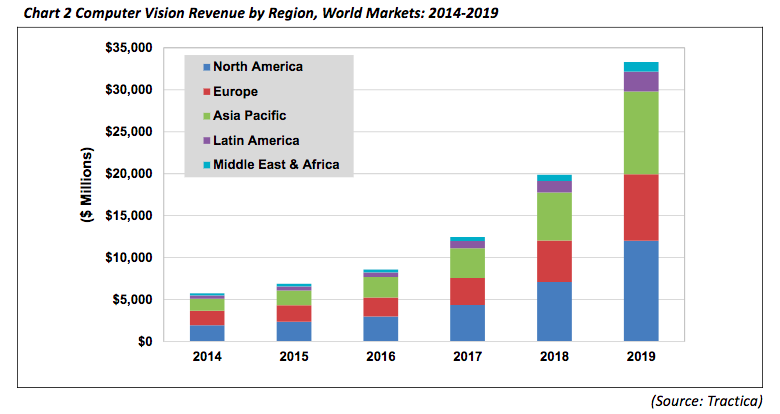 Chart 2 Computer Vision Revenue by Region, World Markets: 2014-2019
$35,000
$30,000
$25,000
$20,000
$15,000
$10,000
$5,000
$0
($ Millions)
North America
Europe
Asia Pacific
Latin America
Middle East & Africa
2014 2015 2016 2017 2018 2019
(Source: Tractica)